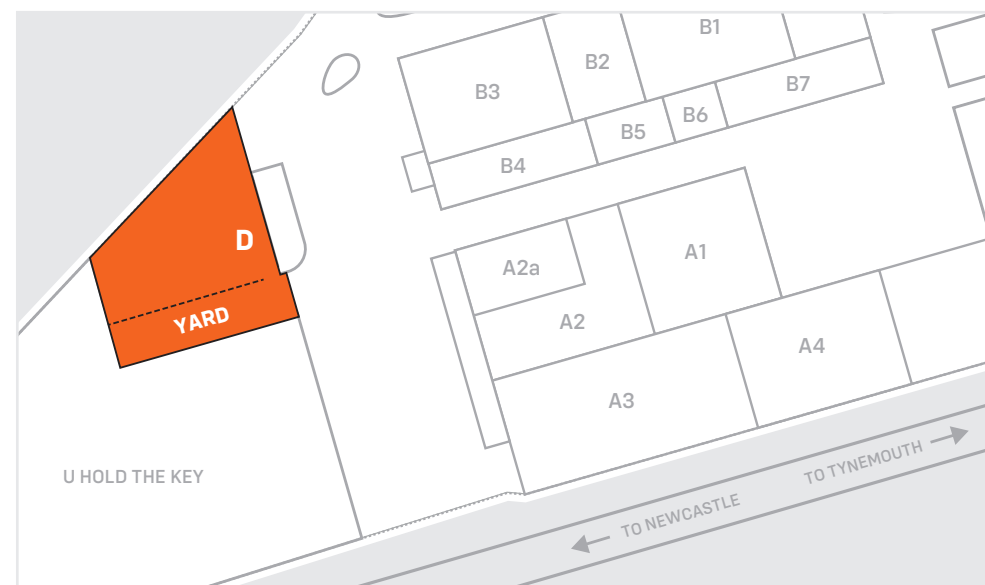 B1
B2
B3
B7
B6
B5
B4
D
A1
A2a
YARD
A2
A4
A3
U HOLD THE KEY
TO TYNEMOUTH
TO NEWCASTLE